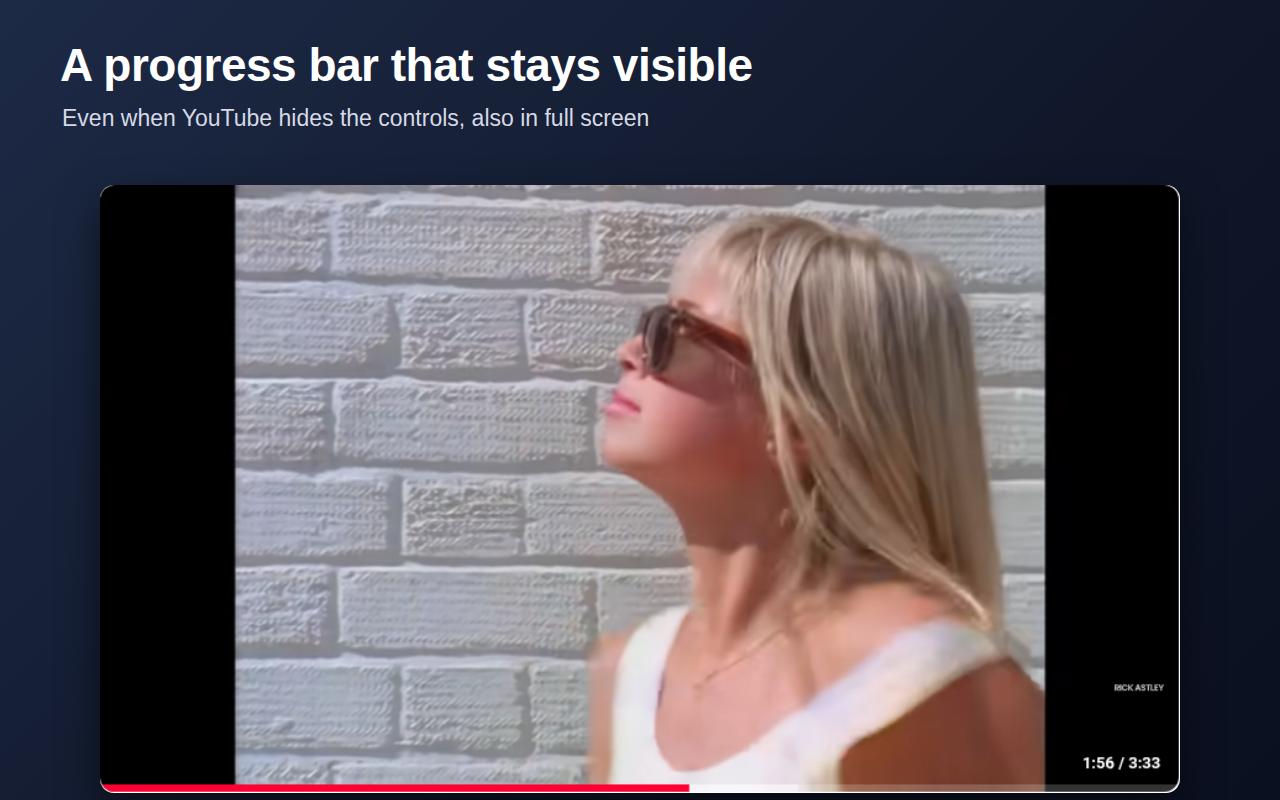 A progress bar that stays visible
Even when YouTube hides the controls, also in full screen
RICK ASTLEY
1:56 / 3:33